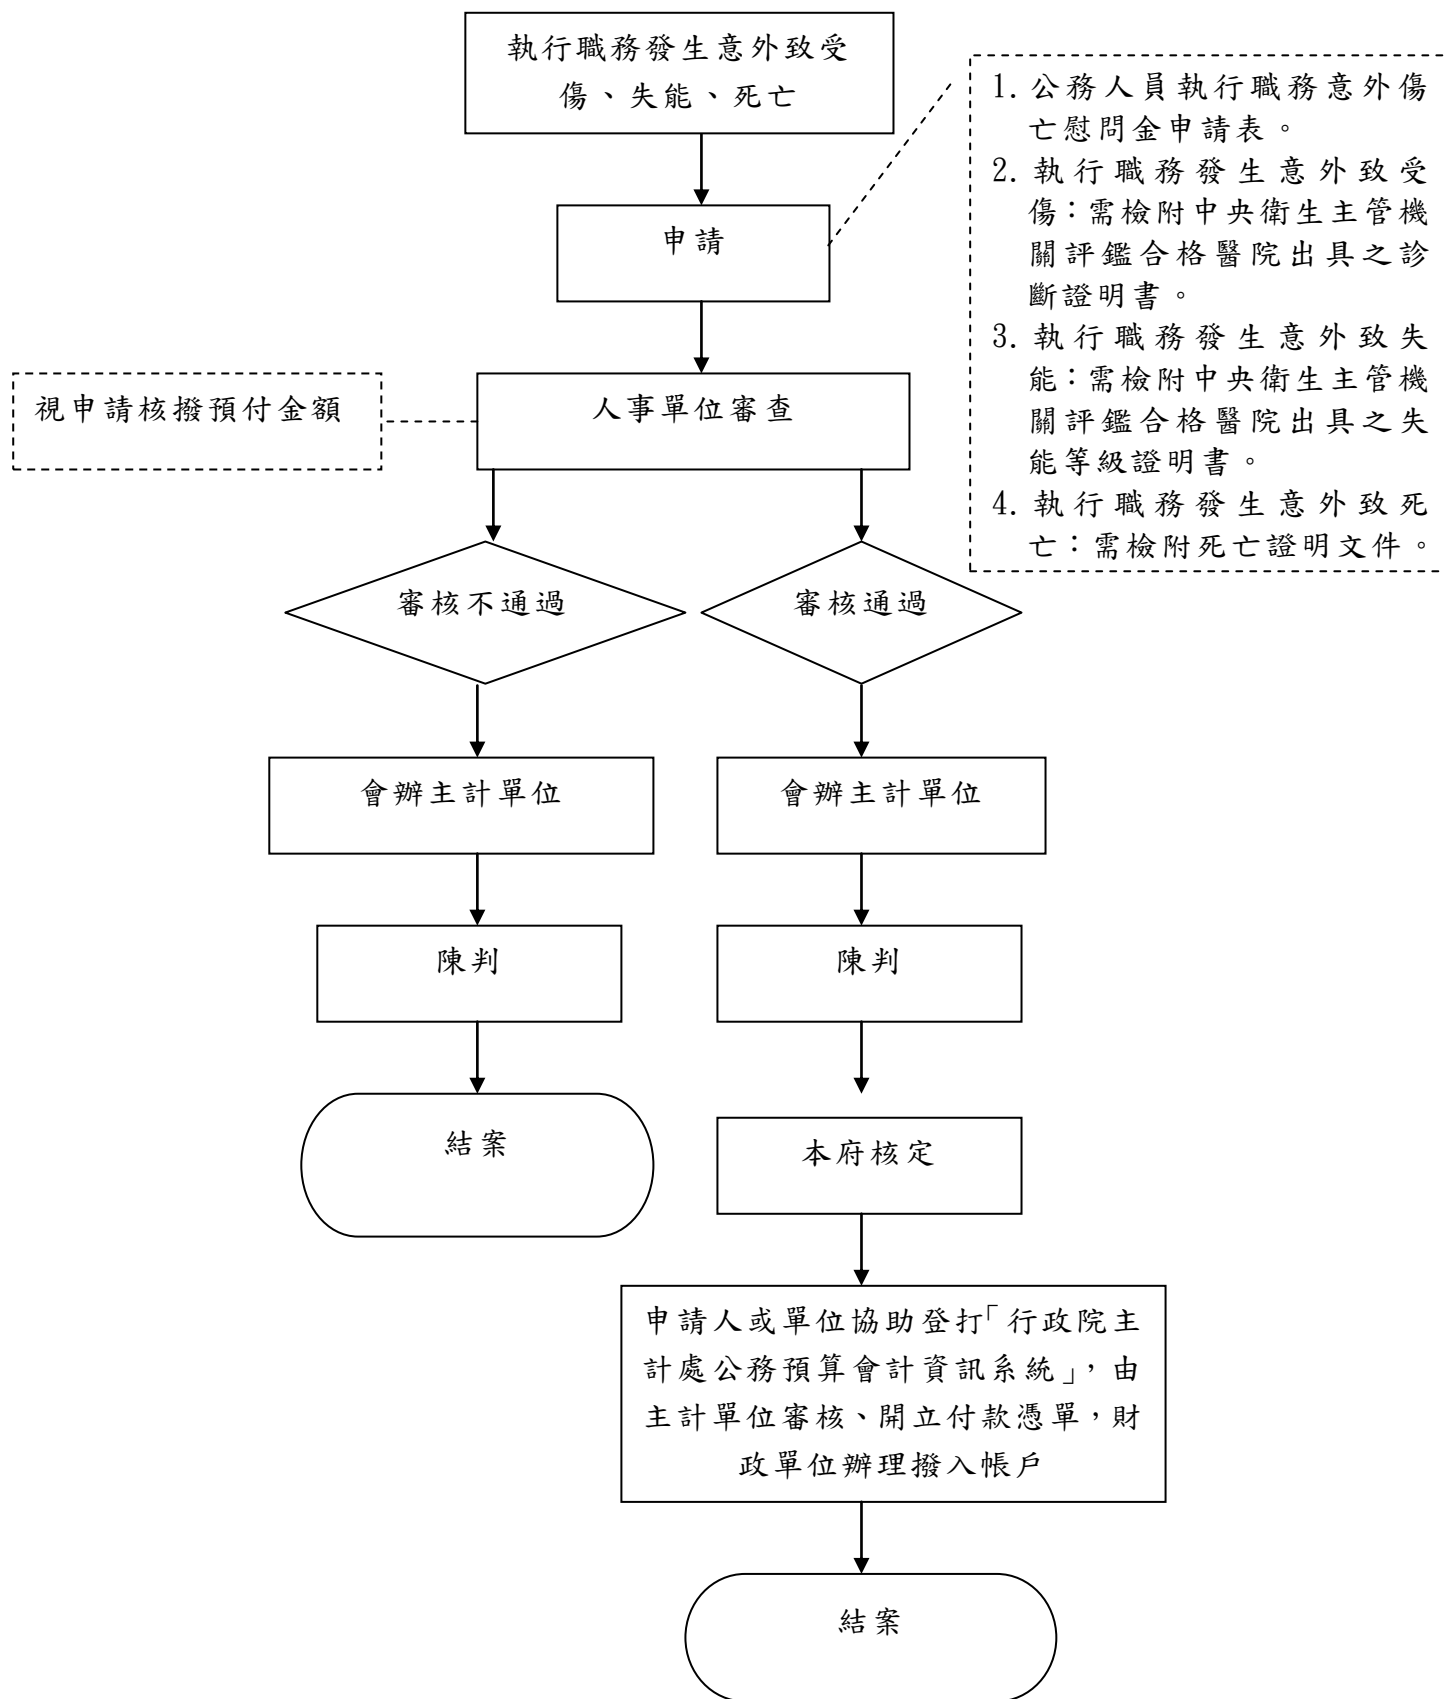 執行職務發生意外致受
傷、失能、死亡
1. 公務人員執行職務意外傷
亡慰問金申請表。
2. 執行職務發生意外致受
傷：需檢附中央衛生主管機
關評鑑合格醫院出具之診
斷證明書。
3. 執行職務發生意外致失
能：需檢附中央衛生主管機
關評鑑合格醫院出具之失
能等級證明書。
4. 執行職務發生意外致死
亡：需檢附死亡證明文件。
申請
視申請核撥預付金額
人事單位審查
審核不通過
審核通過
會辦主計單位
會辦主計單位
陳判
陳判
結案
本府核定
申請人或單位協助登打「行政院主
計處公務預算會計資訊系統」，由
主計單位審核、開立付款憑單，財
政單位辦理撥入帳戶
結案